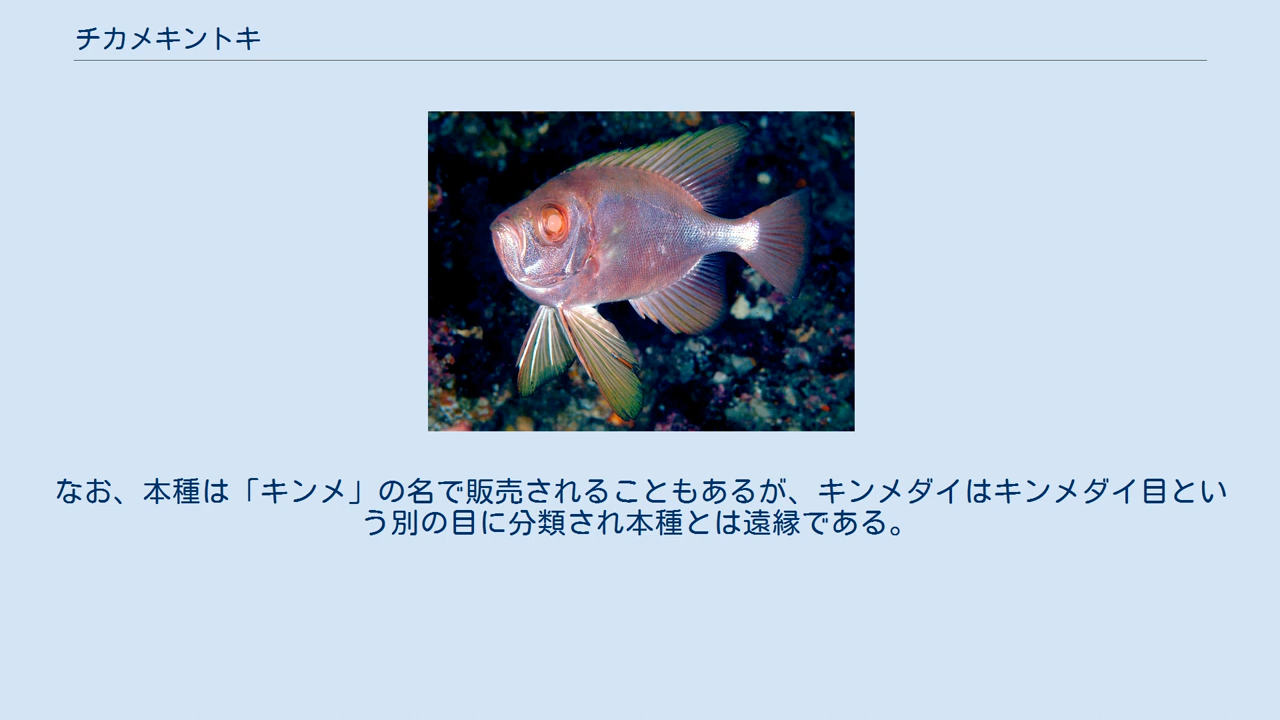 チカメキントキ
なお、本種は「キンメ」の名で販売されることもあるが、キンメダイはキンメダイ目とい
う別の目に分類され本種とは遠縁である。